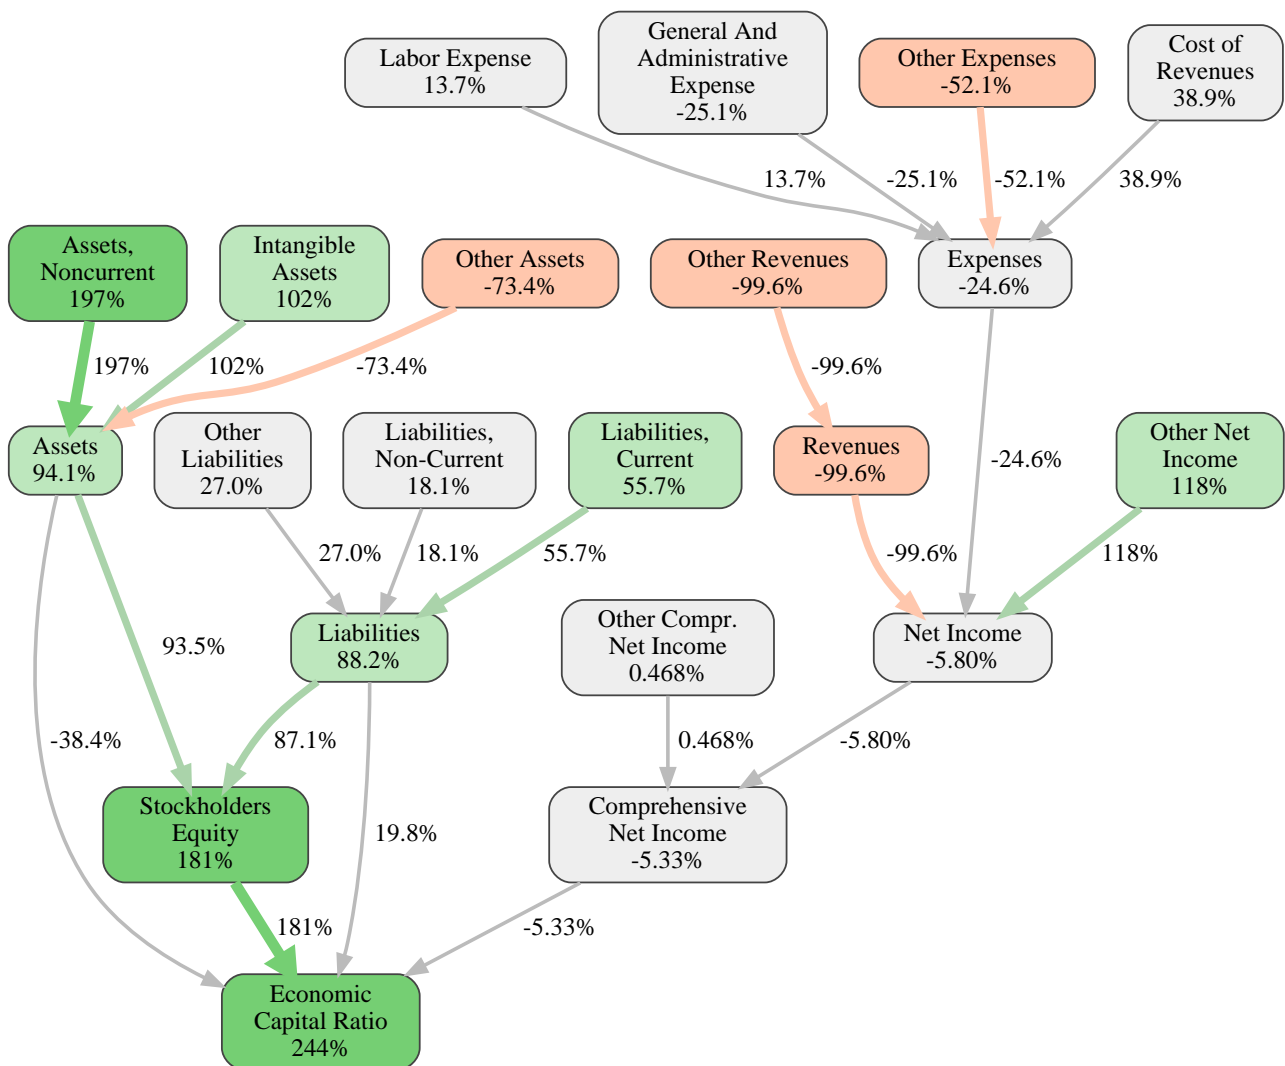 Labor Expense
13.7%
General And
Administrative
Expense
-25.1%
Other Expenses
-52.1%
Cost of
Revenues
38.9%
13.7%
-25.1%
-52.1%
38.9%
Assets,
Noncurrent
197%
Intangible
Assets
102%
Other Assets
-73.4%
Other Revenues
-99.6%
Expenses
-24.6%
197%
102%
-73.4%
-99.6%
Assets
94.1%
Other
Liabilities
27.0%
Liabilities,
Non-Current
18.1%
Liabilities,
Current
55.7%
Revenues
-99.6%
-24.6%
Other Net
Income
118%
27.0%
18.1%
55.7%
-99.6%
118%
93.5%
Liabilities
88.2%
Other Compr.
Net Income
0.468%
Net Income
-5.80%
-38.4%
87.1%
0.468%
-5.80%
Stockholders
Equity
181%
19.8%
Comprehensive
Net Income
-5.33%
181%
-5.33%
Economic
Capital Ratio
244%